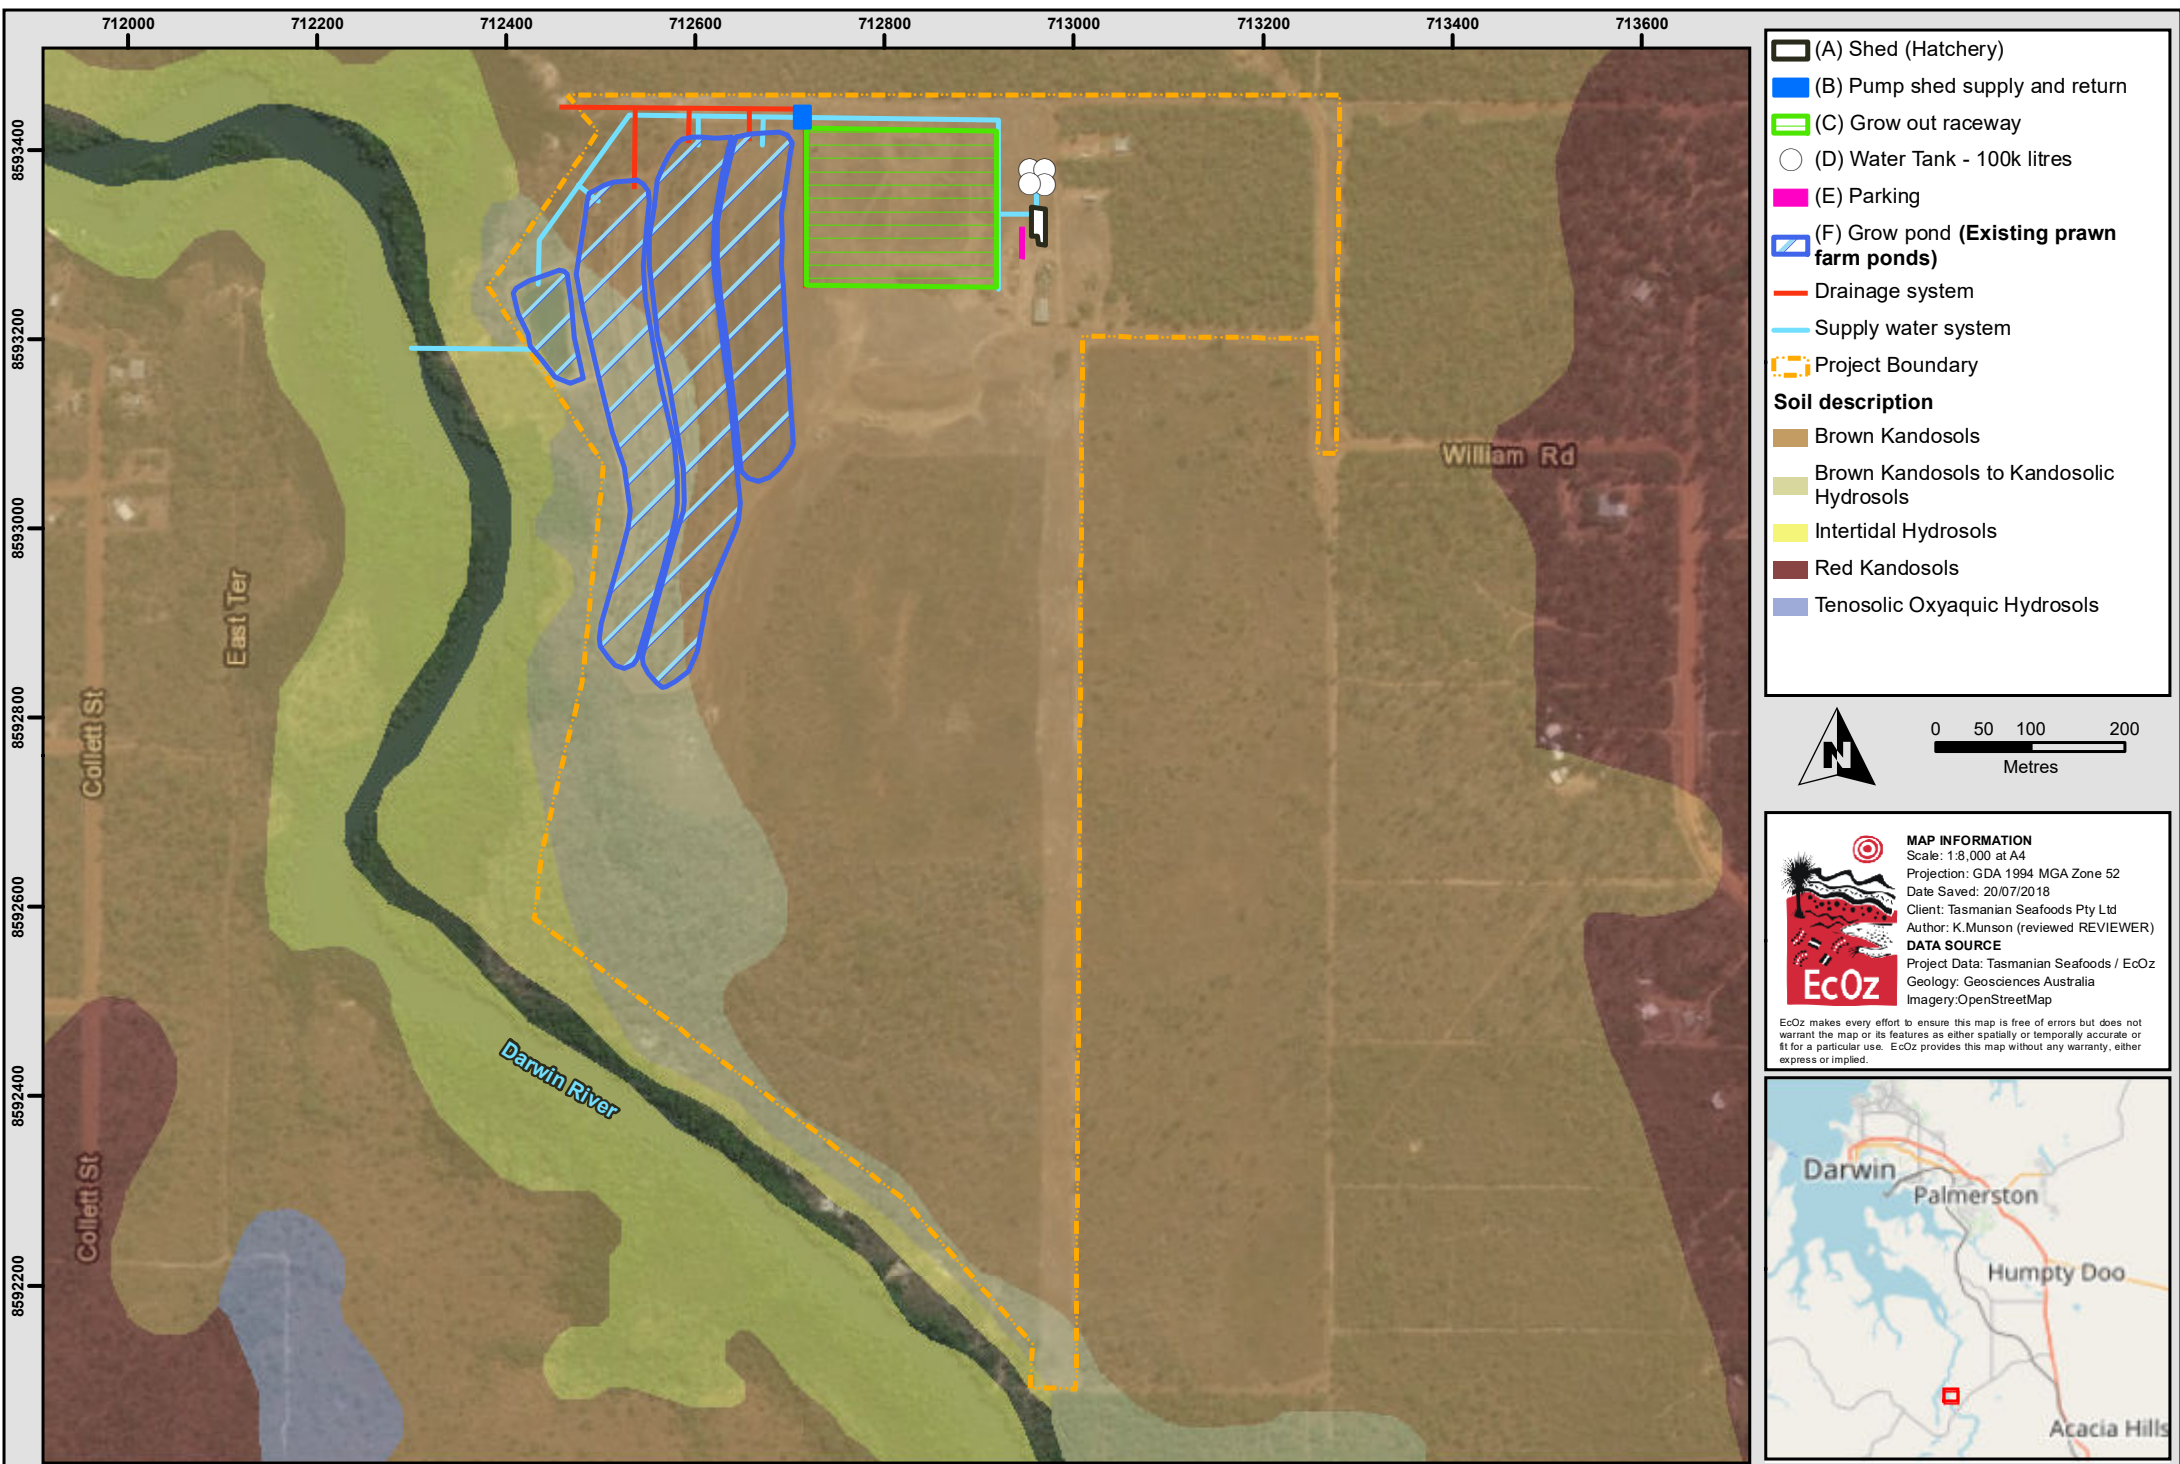 712000 712200 712400 712600 712800 713000 713200 713400 713600
8593400
8593200
8593000
8592800
8592600
8592400
8592200
William Rd
East Ter
Collett St
Collett St
Darwin River
(A) Shed (Hatchery)
(B) Pump shed supply and return
(C) Grow out raceway
(D) Water Tank - 100k litres
(E) Parking
(F) Grow pond (Existing prawn
farm ponds)
Drainage system
Supply water system
Project Boundary
Soil description
Brown Kandosols
Brown Kandosols to Kandosolic
Hydrosols
Intertidal Hydrosols
Red Kandosols
Tenosolic Oxyaquic Hydrosols
N
0 50 100 200
Metres
EcOz
MAP INFORMATION
Scale: 1:8,000 at A4
Projection: GDA 1994 MGA Zone 52
Date Saved: 20/07/2018
Client: Tasmanian Seafoods Pty Ltd
Author: K.Munson (reviewed REVIEWER)
DATA SOURCE
Project Data: Tasmanian Seafoods / EcOz
Geology: Geosciences Australia
Imagery:OpenStreetMap
EcOz makes every effort to ensure this map is free of errors but does not
warrant the map or its features as either spatially or temporally accurate or
fit for a particular use. EcOz provides this map without any warranty, either
express or implied.
Darwin
Palmerston
Humpty Doo
Acacia Hills